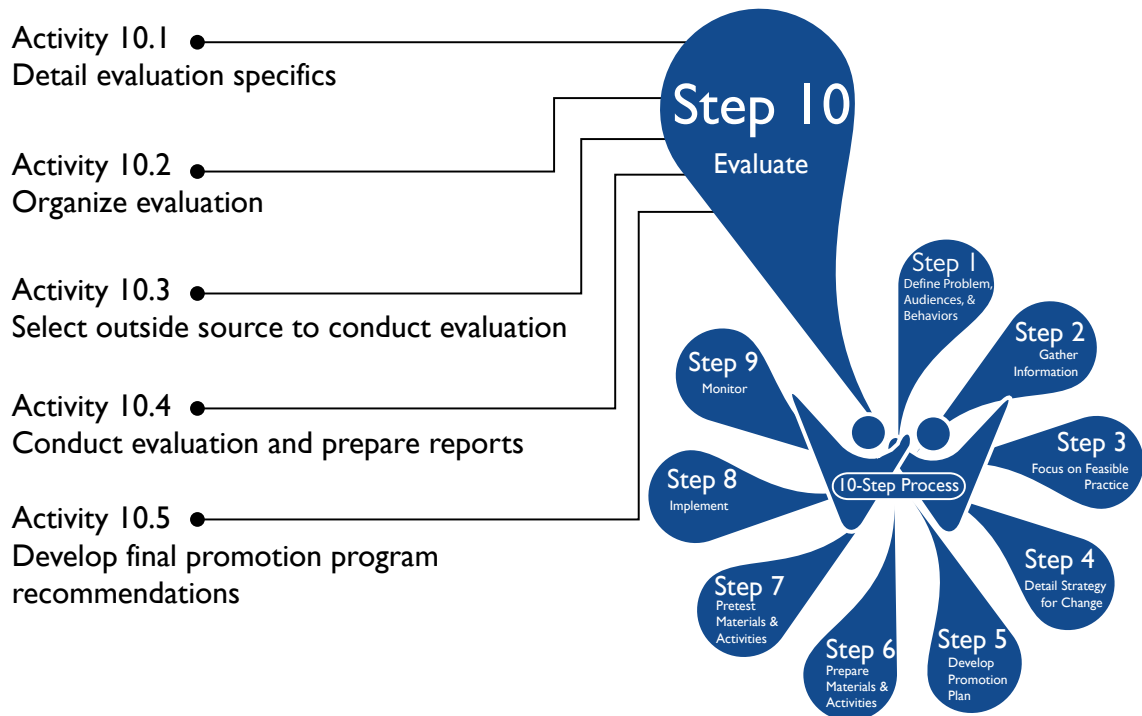 Activity 10.1
Detail evaluation specifics
Activity 10.2
Organize evaluation
Activity 10.3
Select outside source to conduct evaluation
Activity 10.4
Conduct evaluation and prepare reports
Activity 10.5
Develop final promotion program
recommendations
Step 10
Evaluate
Step 1
Define Problem,
Audiences, &
Behaviors
Step 2
Gather
Information
Step 3
Focus on Feasible
Practice
Step 4
Detail Strategy
for Change
Step 5
Develop
Promotion
Plan
Step 6
Prepare
Materials &
Activities
Step 7
Pretest
Materials &
Activities
Step 8
Implement
Step 9
Monitor
10-Step Process